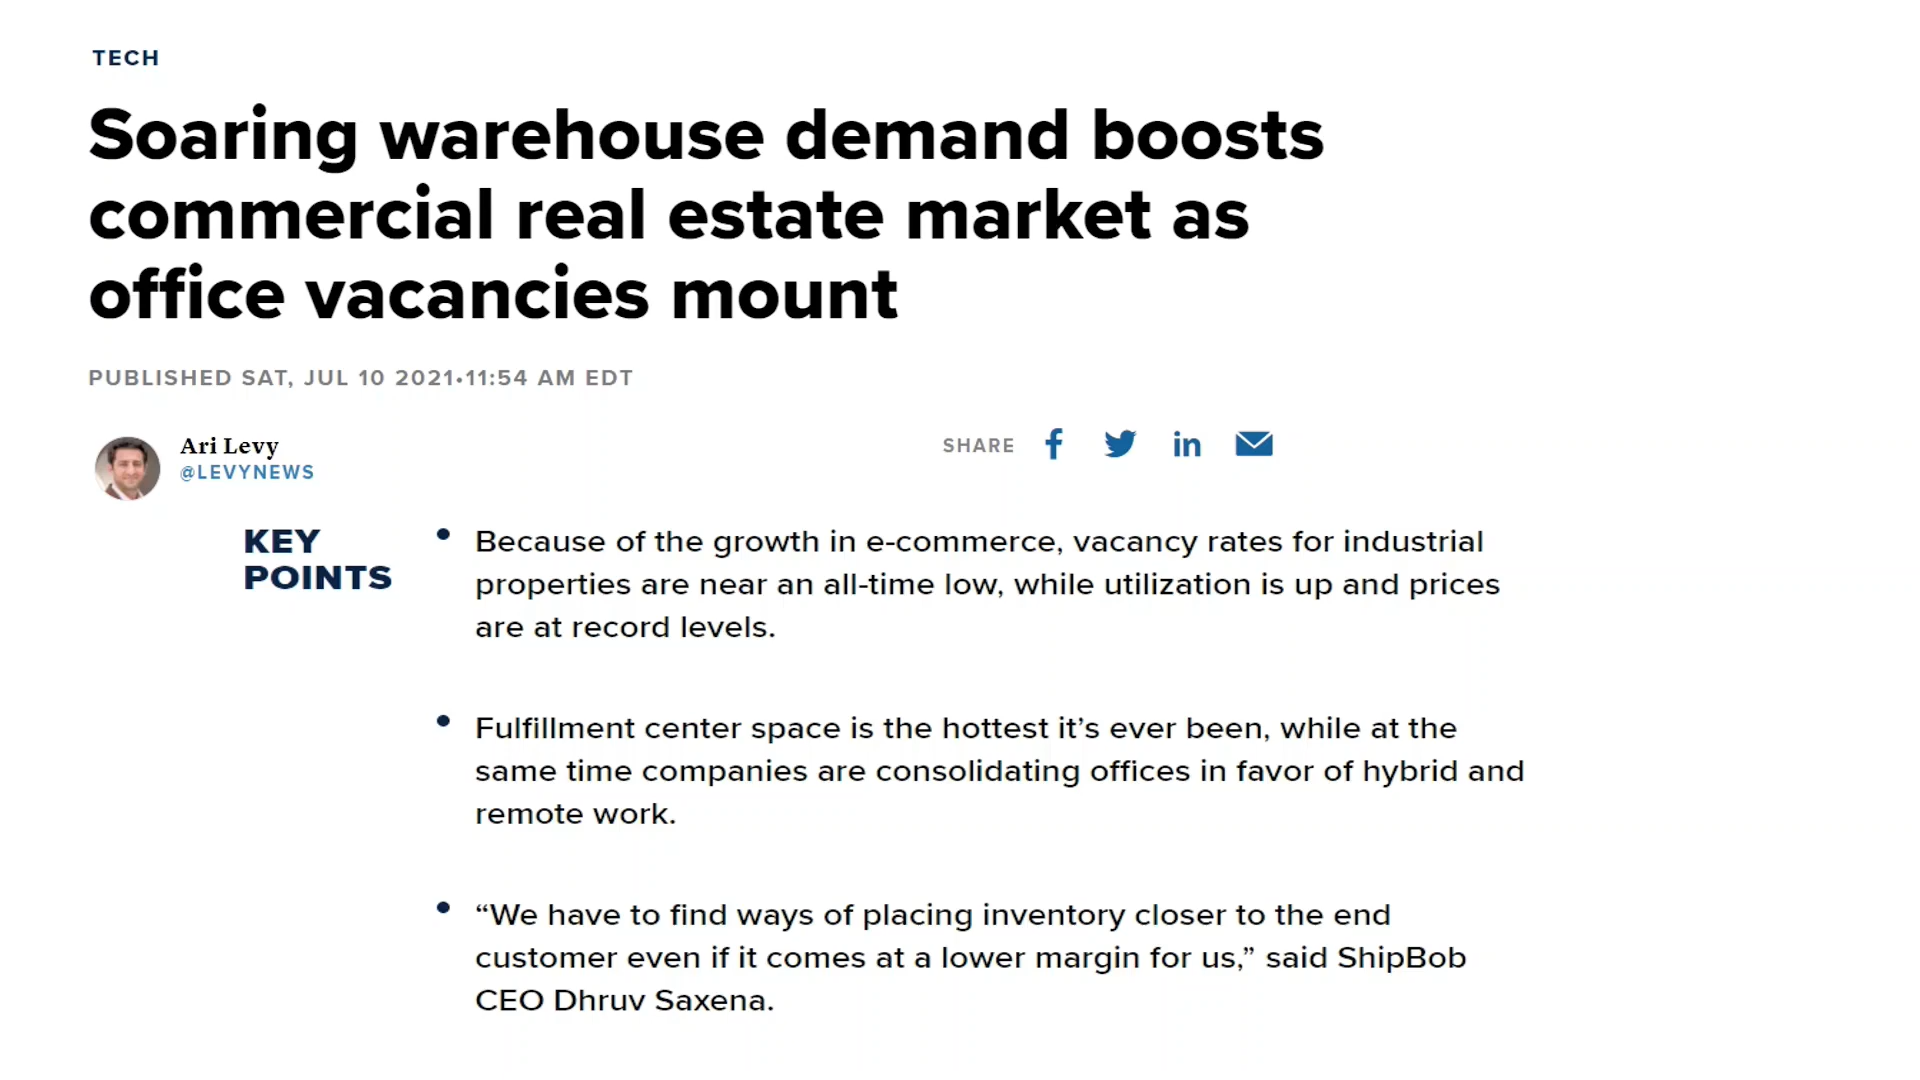 TECH
Soaring warehouse demand boosts
commercial real estate market as
office vacancies mount
PUBLISHED SAT, JUL 10 2021•11:54 AM EDT
Ari Levy
@LEVYNEWS
SHARE
KEY
POINTS
• Because of the growth in e-commerce, vacancy rates for industrial
properties are near an all-time low, while utilization is up and prices
are at record levels.
• Fulfillment center space is the hottest it’s ever been, while at the
same time companies are consolidating offices in favor of hybrid and
remote work.
• “We have to find ways of placing inventory closer to the end
customer even if it comes at a lower margin for us,” said ShipBob
CEO Dhruv Saxena.